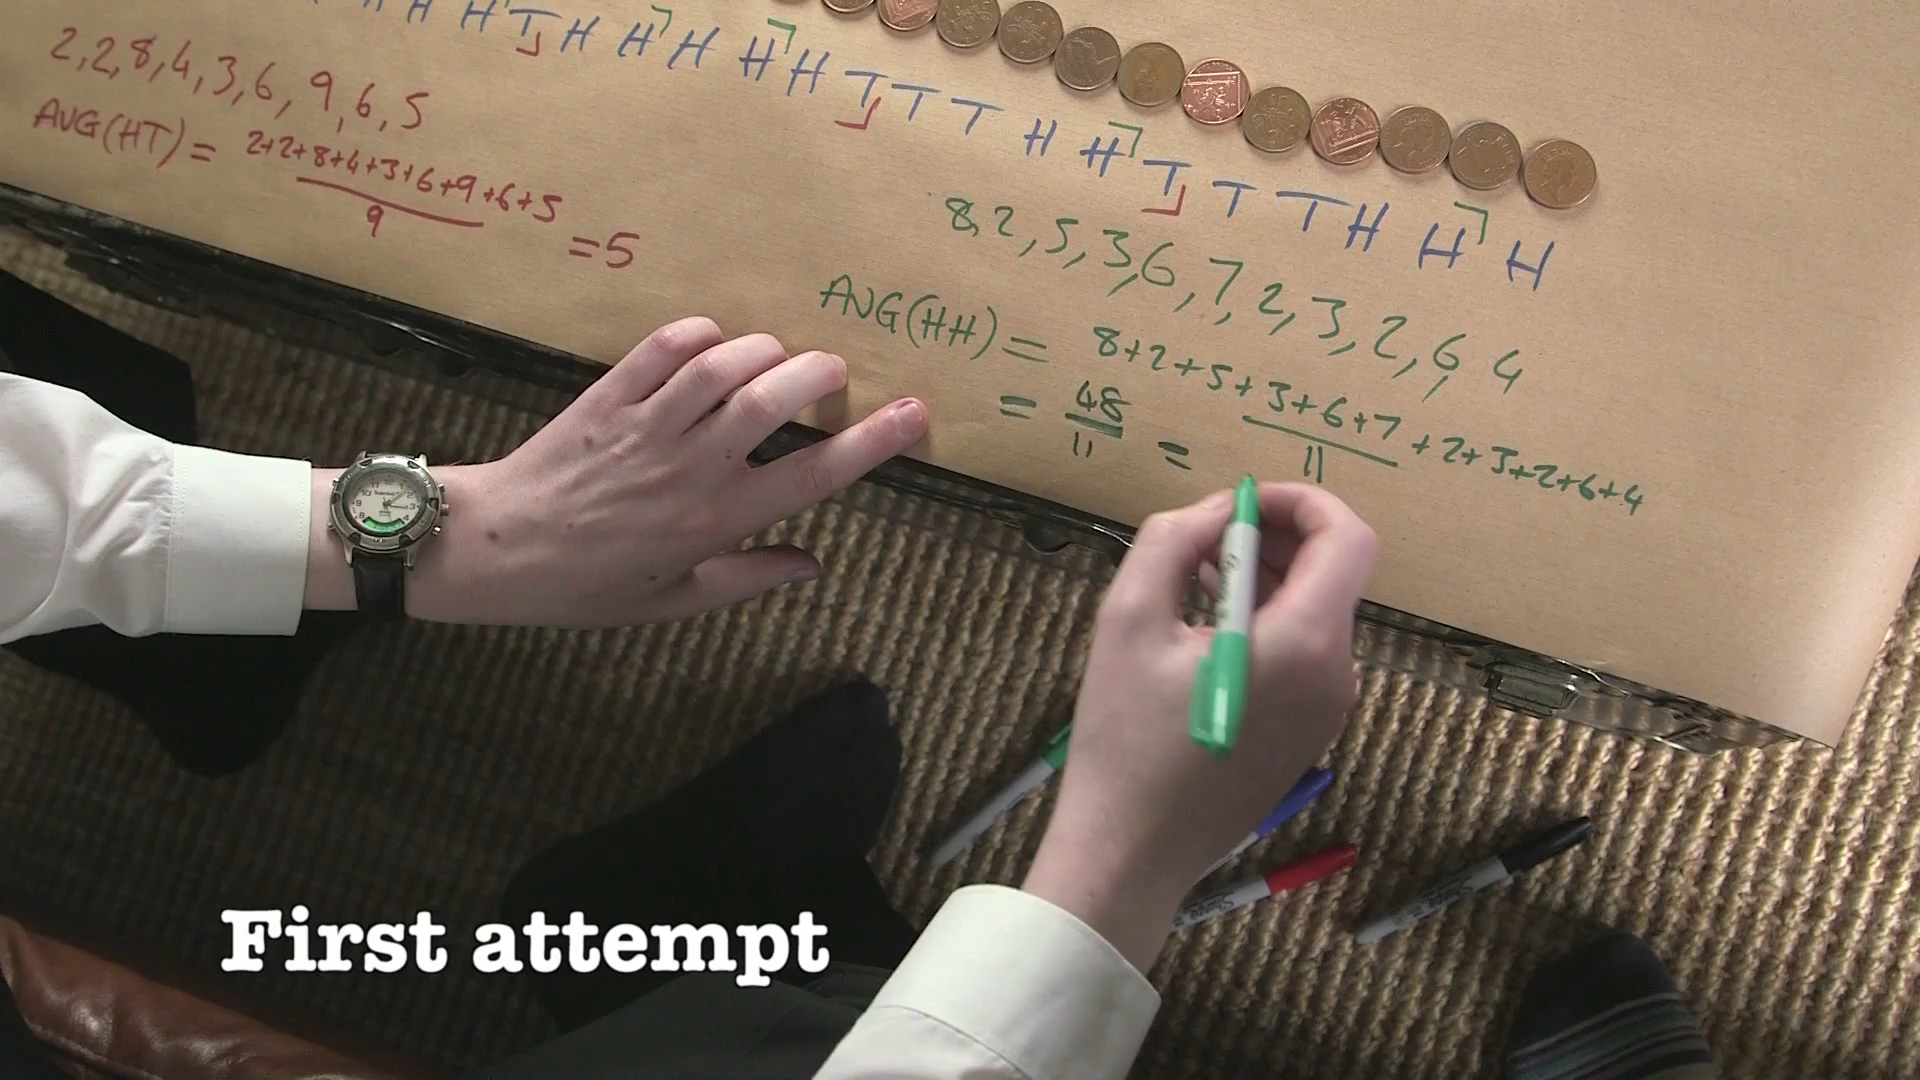 H H H T H H H H H T T T H H T T T H H H
2,2,8,4,3,6,9,6,5
AVG(HT) = 2+2+8+4+3+6+9+6+5
9
=5
8,2,5,3,6,7,2,3,2,6,4
AVG(HH) = 8+2+5+3+6+7+2+3+2+6+4
11
= 48
11
=
First attempt